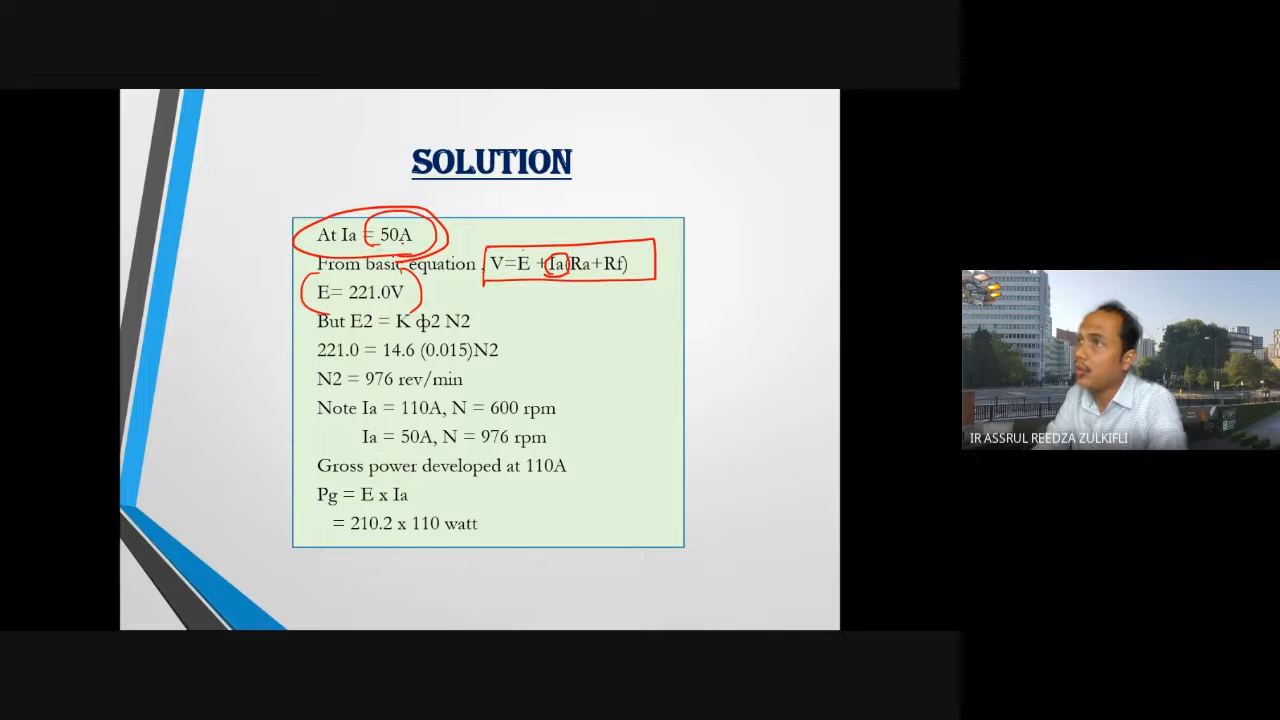 SOLUTION
At Ia = 50A
From basic equation , V=E +Ia(Ra+Rf)
E= 221.0V
But E2 = K ф2 N2
221.0 = 14.6 (0.015)N2
N2 = 976 rev/min
Note Ia = 110A, N = 600 rpm
Ia = 50A, N = 976 rpm
Gross power developed at 110A
Pg = E x Ia
= 210.2 x 110 watt
IR ASSRUL REEDZA ZULKIFLI